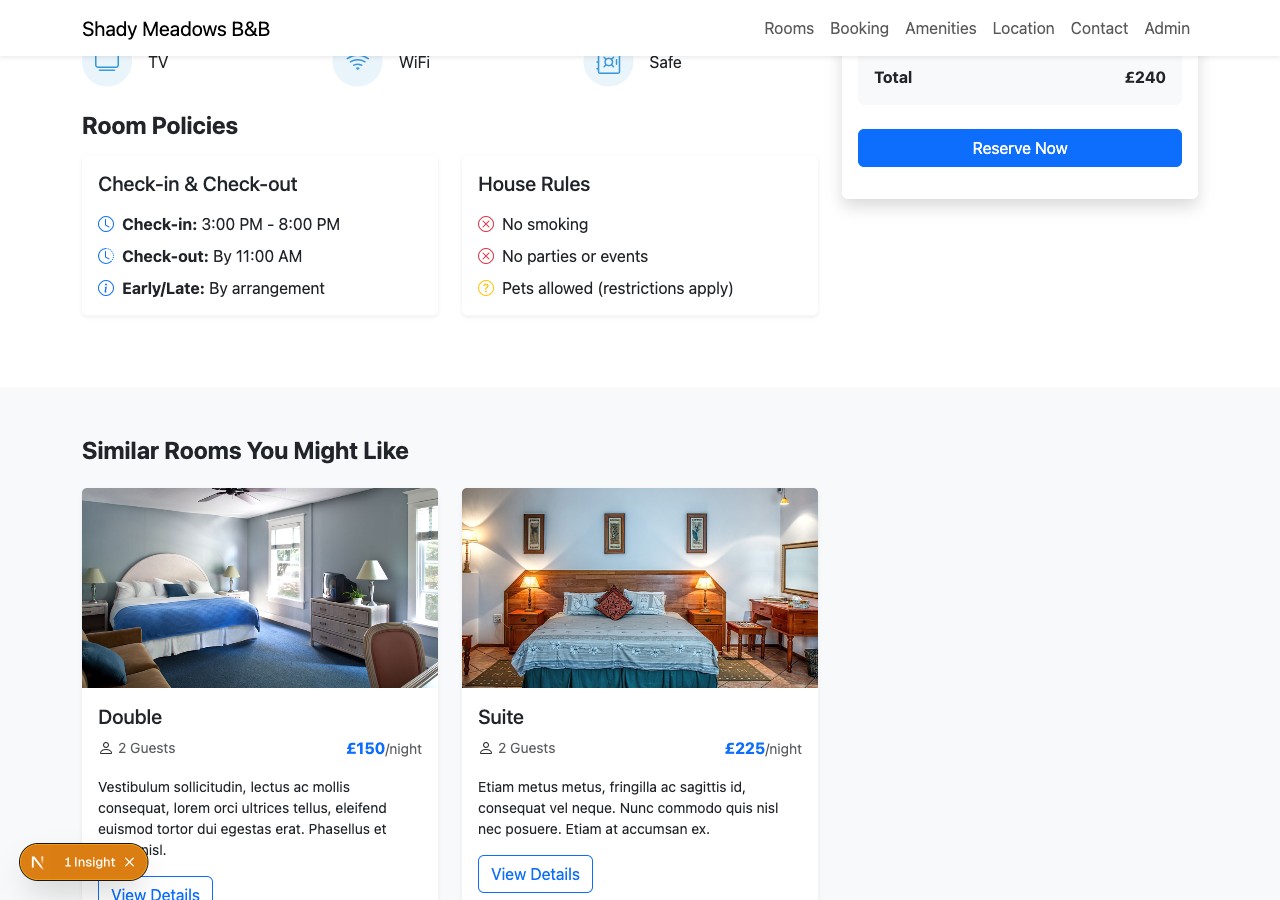 Shady Meadows B&B
Rooms Booking Amenities Location Contact Admin
TV
WiFi
Safe
Total £240
Reserve Now
Room Policies
Check-in & Check-out
Check-in: 3:00 PM - 8:00 PM
Check-out: By 11:00 AM
Early/Late: By arrangement
House Rules
No smoking
No parties or events
Pets allowed (restrictions apply)
Similar Rooms You Might Like
Double
2 Guests £150/night
Vestibulum sollicitudin, lectus ac mollis
consequat, lorem orci ultrices tellus, eleifend
euismod tortor dui egestas erat. Phasellus et
nisl.
View Details
Suite
2 Guests £225/night
Etiam metus metus, fringilla ac sagittis id,
consequat vel neque. Nunc commodo quis nisl
nec posuere. Etiam at accumsan ex.
View Details
N 1 Insight